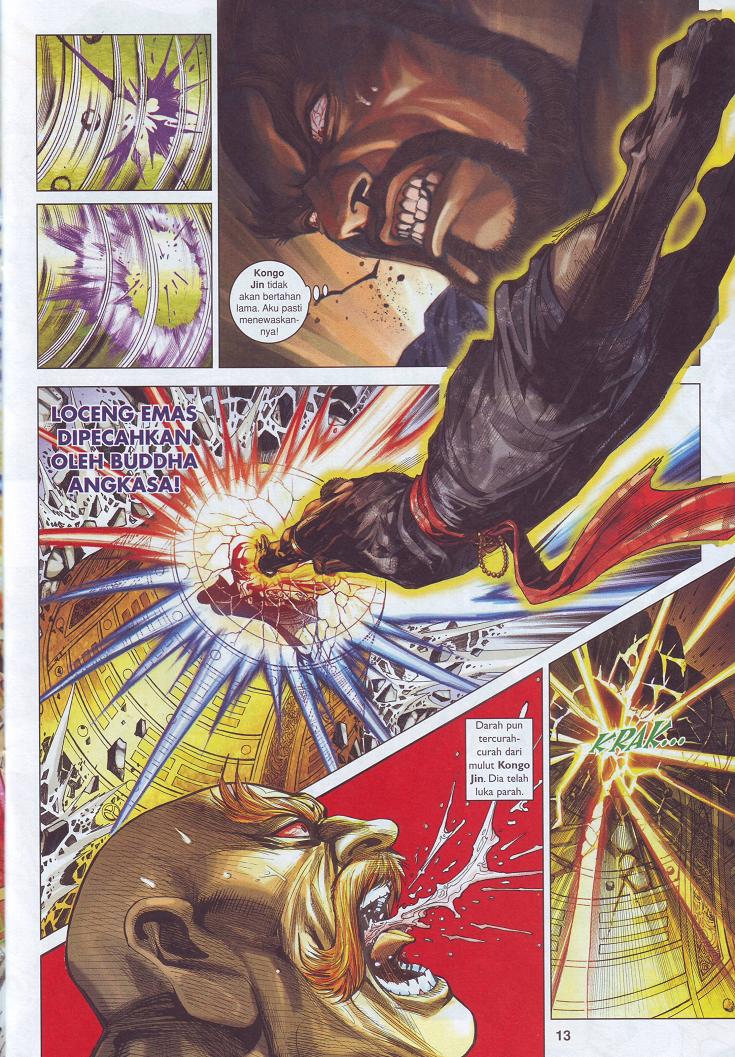 Kongo
Jin tidak
akan bertahan
lama. Aku pasti
menewaskan-
nya!
LOCENG EMAS
DIPECAHKAN
OLEH BUDDHA
ANGKASA!
Darah pun
tercurah-
curah dari
mulut Kongo
Jin. Dia telah
luka parah.
KRAK...
13